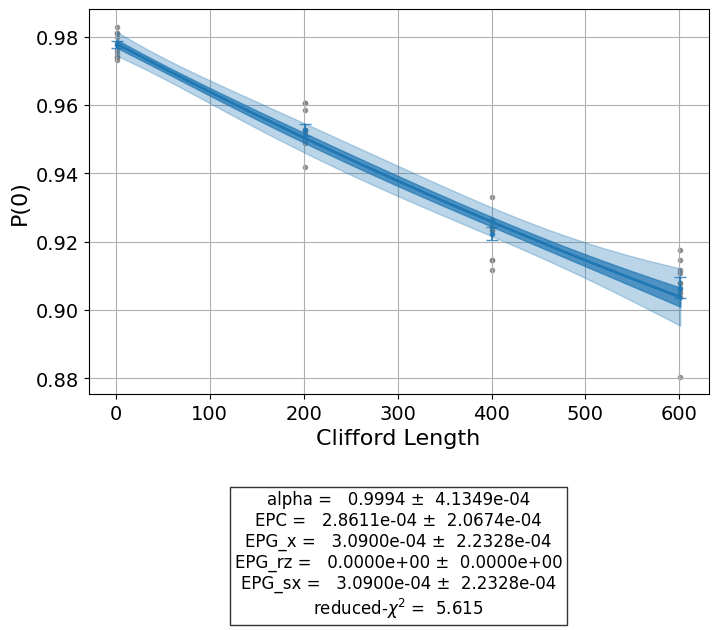 0.98
0.96
0.94
0.92
0.90
0.88
P(0)
0 100 200 300 400 500 600
Clifford Length
alpha = 0.9994 ± 4.1349e-04
EPC = 2.8611e-04 ± 2.0674e-04
EPG_x = 3.0900e-04 ± 2.2328e-04
EPG_rz = 0.0000e+00 ± 0.0000e+00
EPG_sx = 3.0900e-04 ± 2.2328e-04
reduced-χ² = 5.615